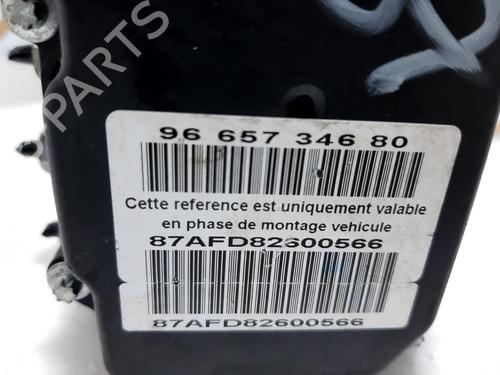 96 657 346 80
Cette reference est uniquement valable
en phase de montage vehicule
87AFD82600566
87AFD82600566
B-PARTS